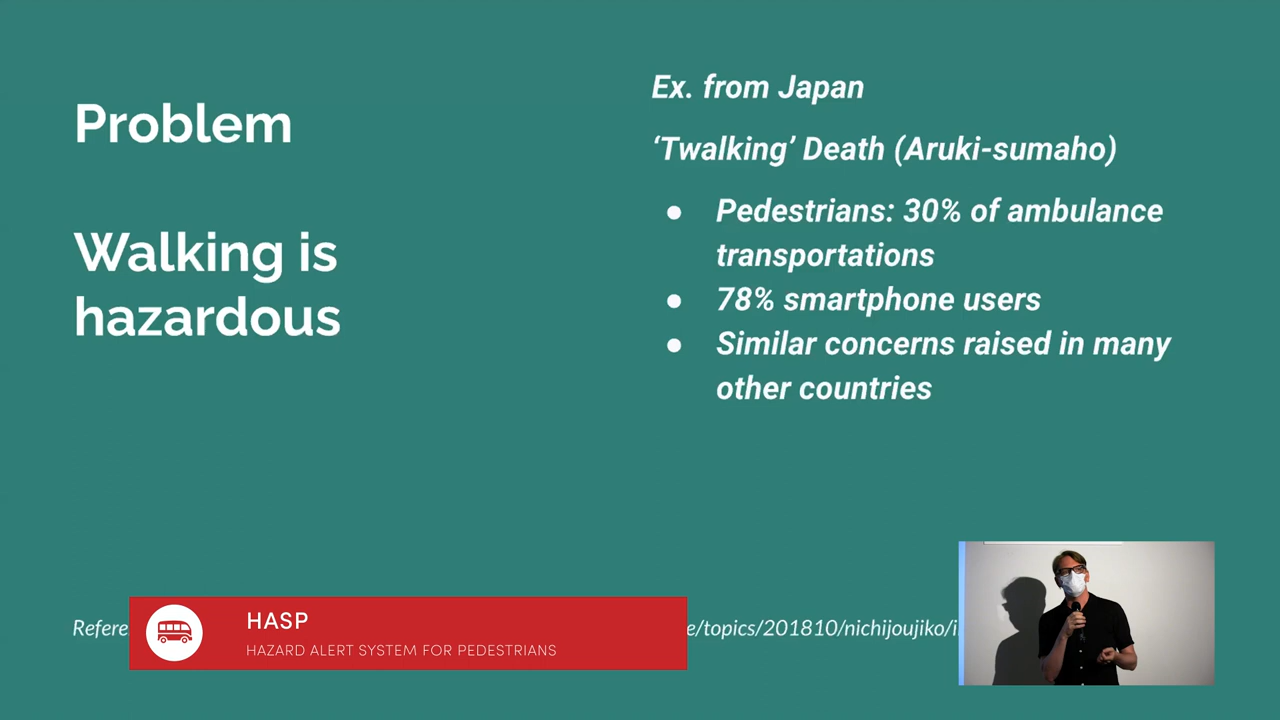 Problem
Walking is
hazardous
Ex. from Japan
‘Twalking’ Death (Aruki-sumaho)
● Pedestrians: 30% of ambulance
transportations
● 78% smartphone users
● Similar concerns raised in many
other countries
HASP
HAZARD ALERT SYSTEM FOR PEDESTRIANS
/topics/201810/nichijoujiko/